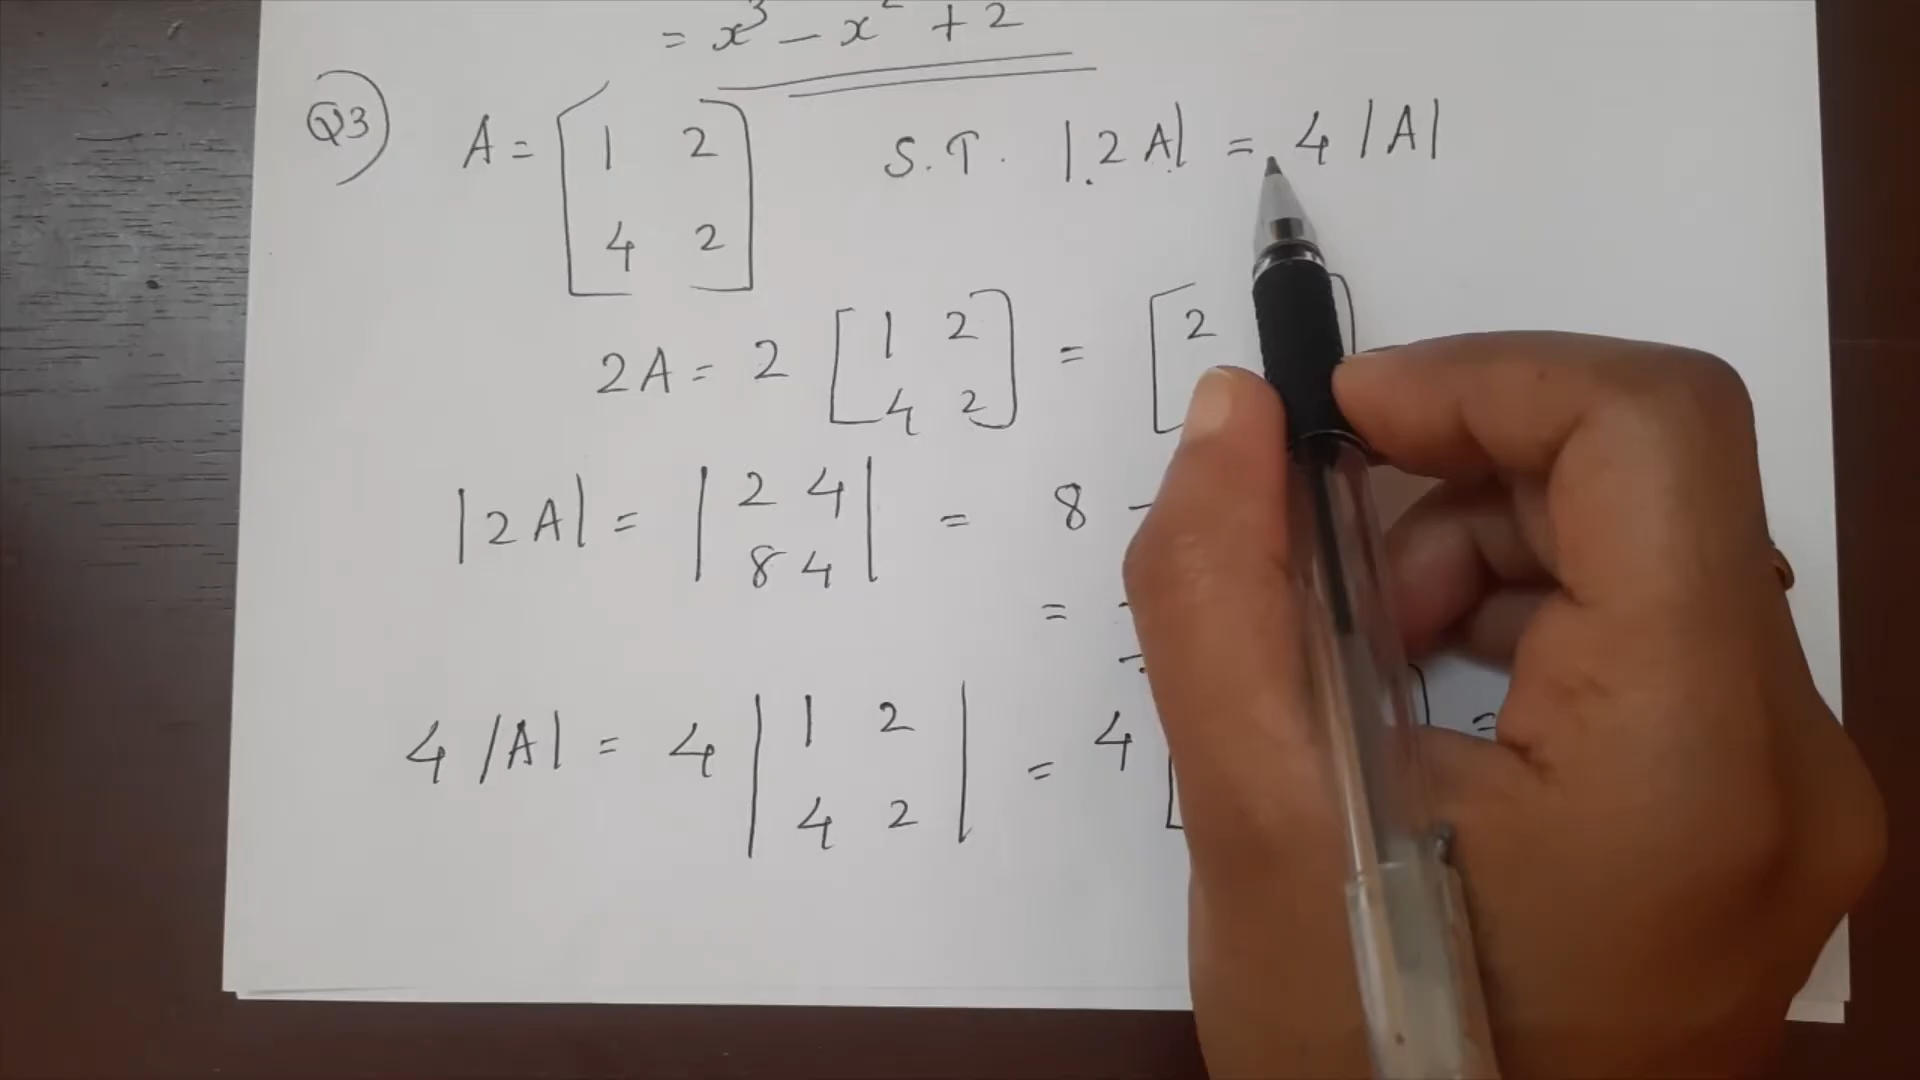 = x³ - x² + 2
Q3) A = [1 2 S.T. |2A| = 4 |A|
4 2]
2A = 2 [1 2 = [2
4 2]
|2A| = |2 4 = 8 -
8 4|
=
4 |A| = 4 |1 2 = 4 [ =
4 2|